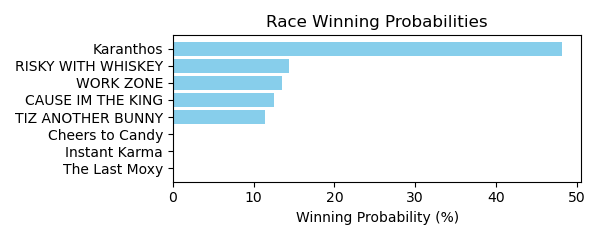 Race Winning Probabilities
Karanthos
RISKY WITH WHISKEY
WORK ZONE
CAUSE IM THE KING
TIZ ANOTHER BUNNY
Cheers to Candy
Instant Karma
The Last Moxy
0 10 20 30 40 50
Winning Probability (%)